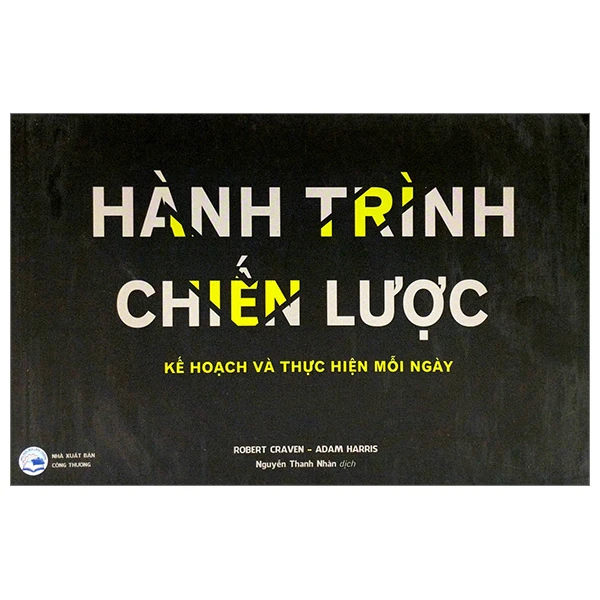 HÀNH TRÌNH
CHIẾN LƯỢC
KẾ HOẠCH VÀ THỰC HIỆN MỖI NGÀY
ROBERT CRAVEN – ADAM HARRIS
Nguyễn Thanh Nhàn dịch
NHÀ XUẤT BẢN
CÔNG THƯƠNG